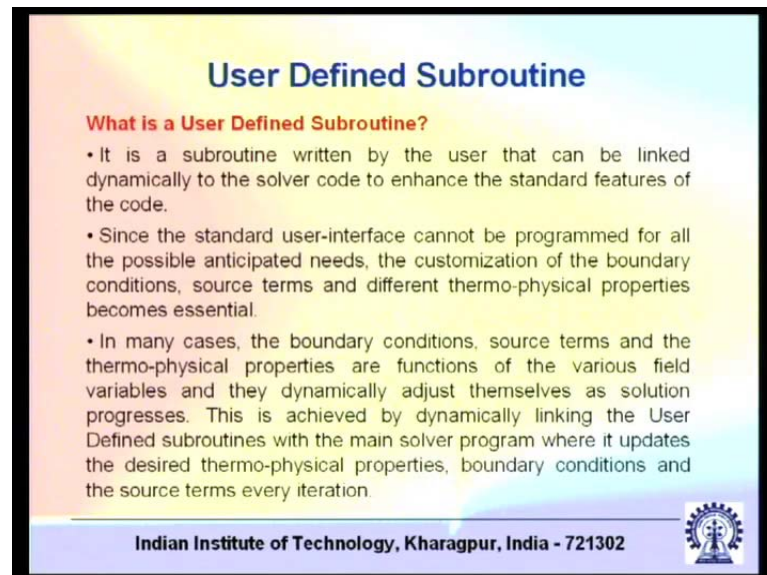 User Defined Subroutine
What is a User Defined Subroutine?
• It is a subroutine written by the user that can be linked
dynamically to the solver code to enhance the standard features of
the code.
• Since the standard user-interface cannot be programmed for all
the possible anticipated needs, the customization of the boundary
conditions, source terms and different thermo-physical properties
becomes essential.
• In many cases, the boundary conditions, source terms and the
thermo-physical properties are functions of the various field
variables and they dynamically adjust themselves as solution
progresses. This is achieved by dynamically linking the User
Defined subroutines with the main solver program where it updates
the desired thermo-physical properties, boundary conditions and
the source terms every iteration.
Indian Institute of Technology, Kharagpur, India - 721302